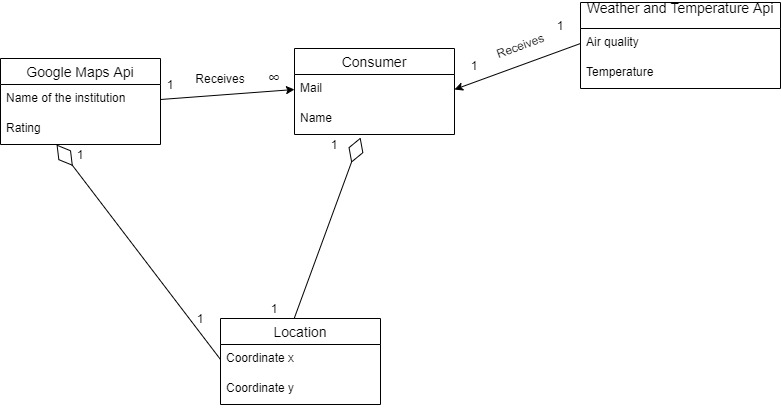 Weather and Temperature Api
Air quality
Temperature
1
Receives
1
Consumer
Mail
Name
1
Google Maps Api
Name of the institution
Rating
1
1
Receives
∞
1
1
Location
Coordinate x
Coordinate y